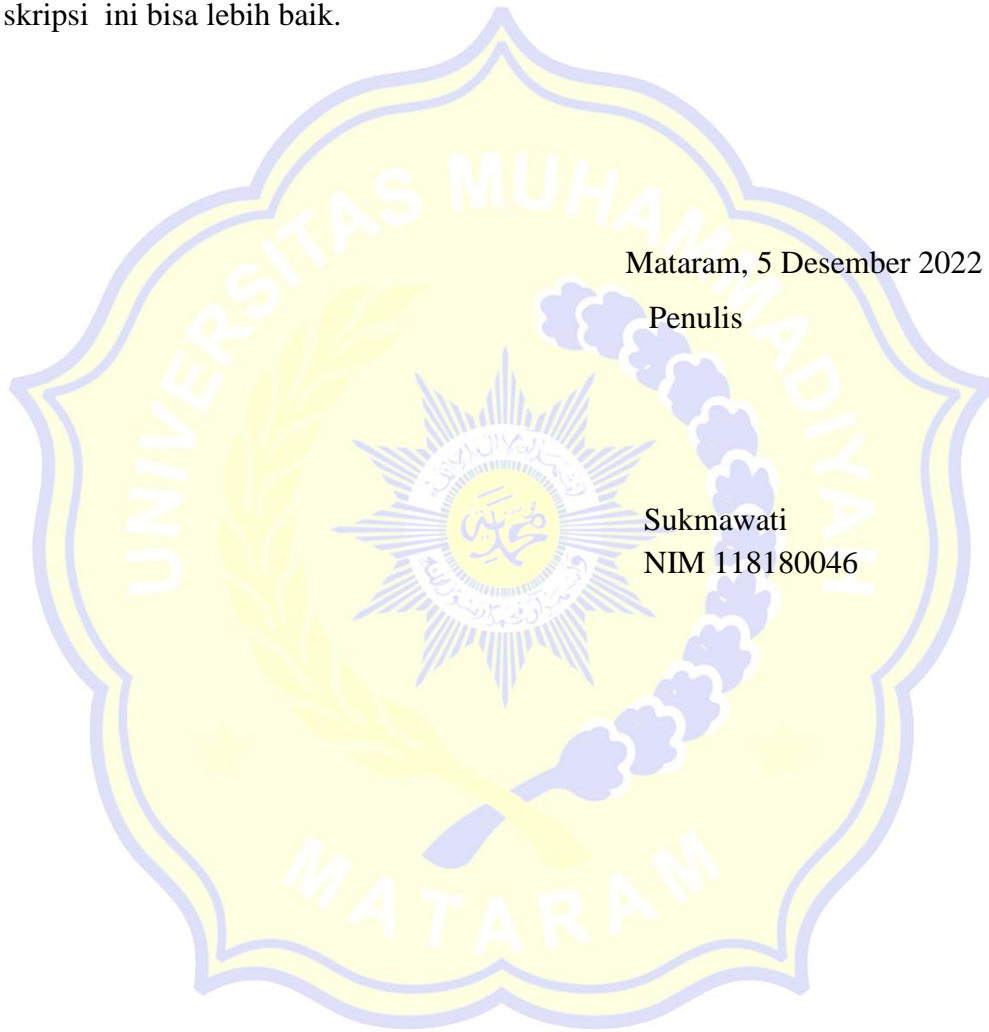 skripsi ini bisa lebih baik.
UNIVERSITAS MUHAMMADIYAH
Mataram, 5 Desember 2022
Penulis
Sukmawati
NIM 118180046
MATARAM